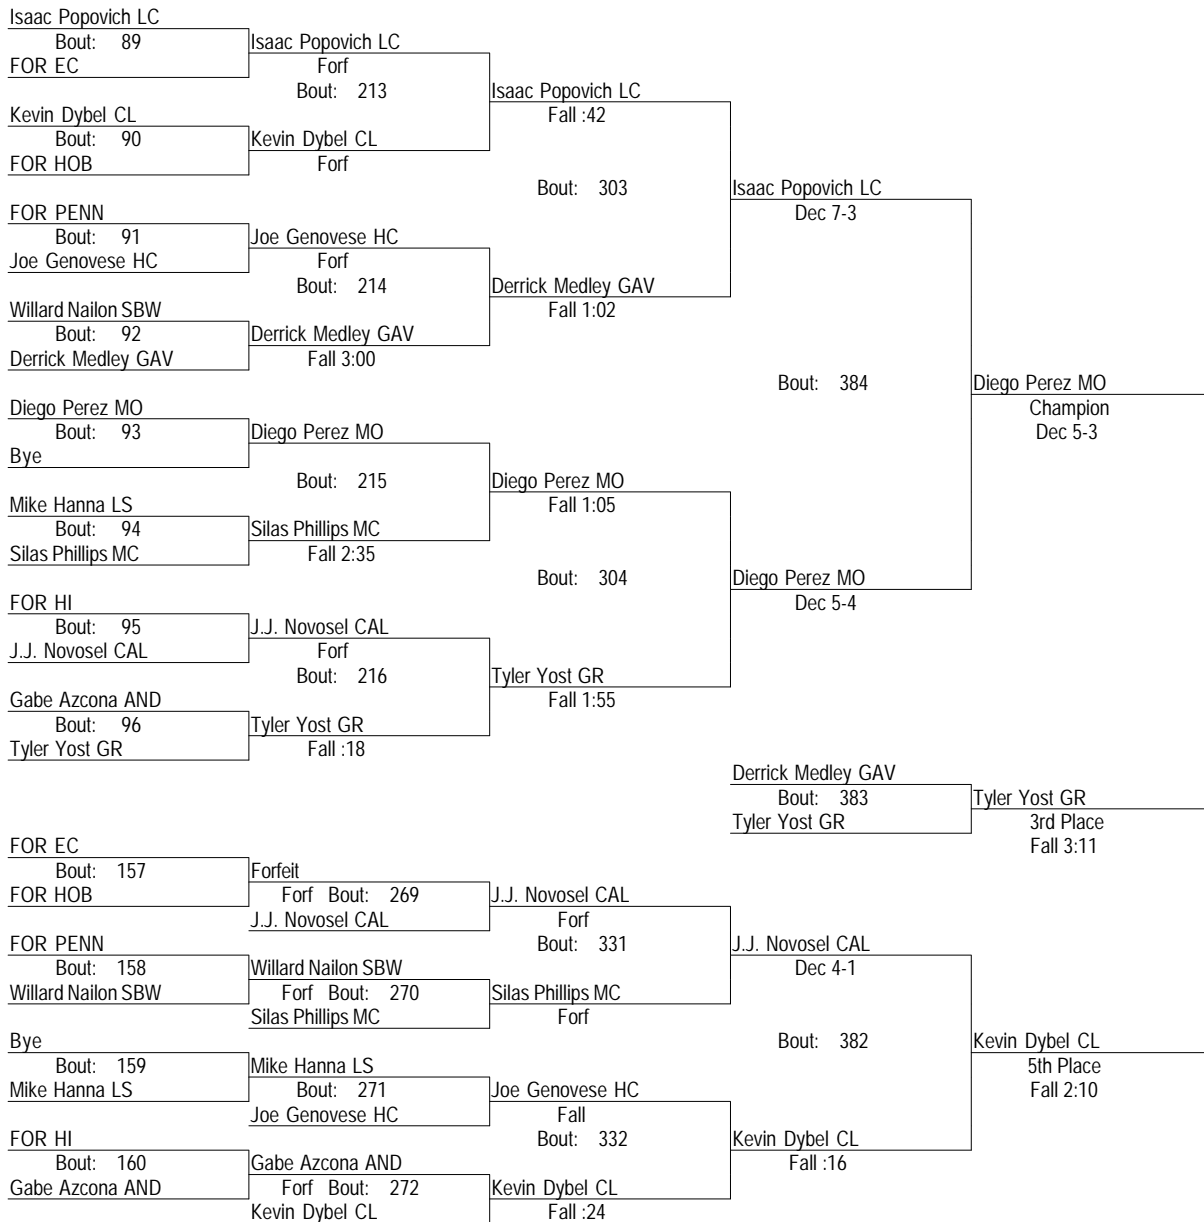 Isaac Popovich LC
Bout: 89
FOR EC
Isaac Popovich LC
Forf
Bout: 213
Kevin Dybel CL
Bout: 90
FOR HOB
Kevin Dybel CL
Forf
Isaac Popovich LC
Fall :42
Bout: 303
FOR PENN
Bout: 91
Joe Genovese HC
Joe Genovese HC
Forf
Bout: 214
Willard Nailon SBW
Bout: 92
Derrick Medley GAV
Derrick Medley GAV
Fall 3:00
Derrick Medley GAV
Fall 1:02
Isaac Popovich LC
Dec 7-3
Bout: 384
Diego Perez MO
Champion
Dec 5-3
Diego Perez MO
Bout: 93
Bye
Diego Perez MO
Bout: 215
Mike Hanna LS
Bout: 94
Silas Phillips MC
Silas Phillips MC
Fall 2:35
Diego Perez MO
Fall 1:05
Bout: 304
Diego Perez MO
Dec 5-4
FOR HI
Bout: 95
J.J. Novosel CAL
J.J. Novosel CAL
Forf
Bout: 216
Gabe Azcona AND
Bout: 96
Tyler Yost GR
Tyler Yost GR
Fall :18
Tyler Yost GR
Fall 1:55
Derrick Medley GAV
Bout: 383
Tyler Yost GR
Tyler Yost GR
3rd Place
Fall 3:11
FOR EC
Bout: 157
FOR HOB
Forfeit
Forf Bout: 269
J.J. Novosel CAL
J.J. Novosel CAL
Forf
Bout: 331
FOR PENN
Bout: 158
Willard Nailon SBW
Willard Nailon SBW
Forf Bout: 270
Silas Phillips MC
Silas Phillips MC
Forf
J.J. Novosel CAL
Dec 4-1
Bout: 382
Kevin Dybel CL
5th Place
Fall 2:10
Bye
Bout: 159
Mike Hanna LS
Mike Hanna LS
Bout: 271
Joe Genovese HC
Joe Genovese HC
Fall
Bout: 332
Kevin Dybel CL
Fall :16
FOR HI
Bout: 160
Gabe Azcona AND
Gabe Azcona AND
Forf Bout: 272
Kevin Dybel CL
Kevin Dybel CL
Fall :24